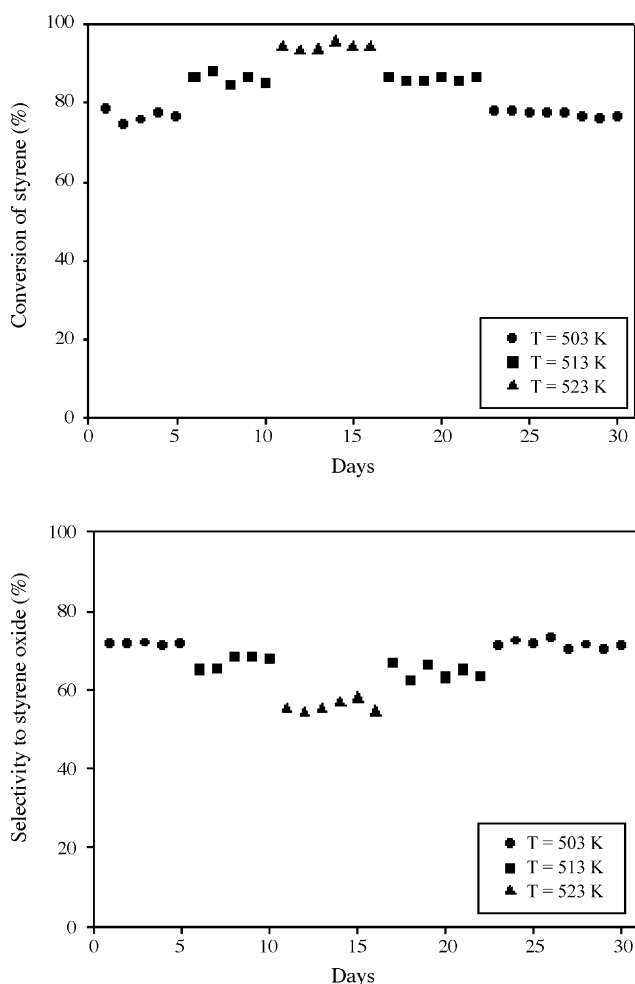 100
80
60
40
20
0
Conversion of styrene (%)
T = 503 K
T = 513 K
T = 523 K
0 5 10 15 20 25 30
Days
100
80
60
40
20
0
Selectivity to styrene oxide (%)
T = 503 K
T = 513 K
T = 523 K
0 5 10 15 20 25 30
Days